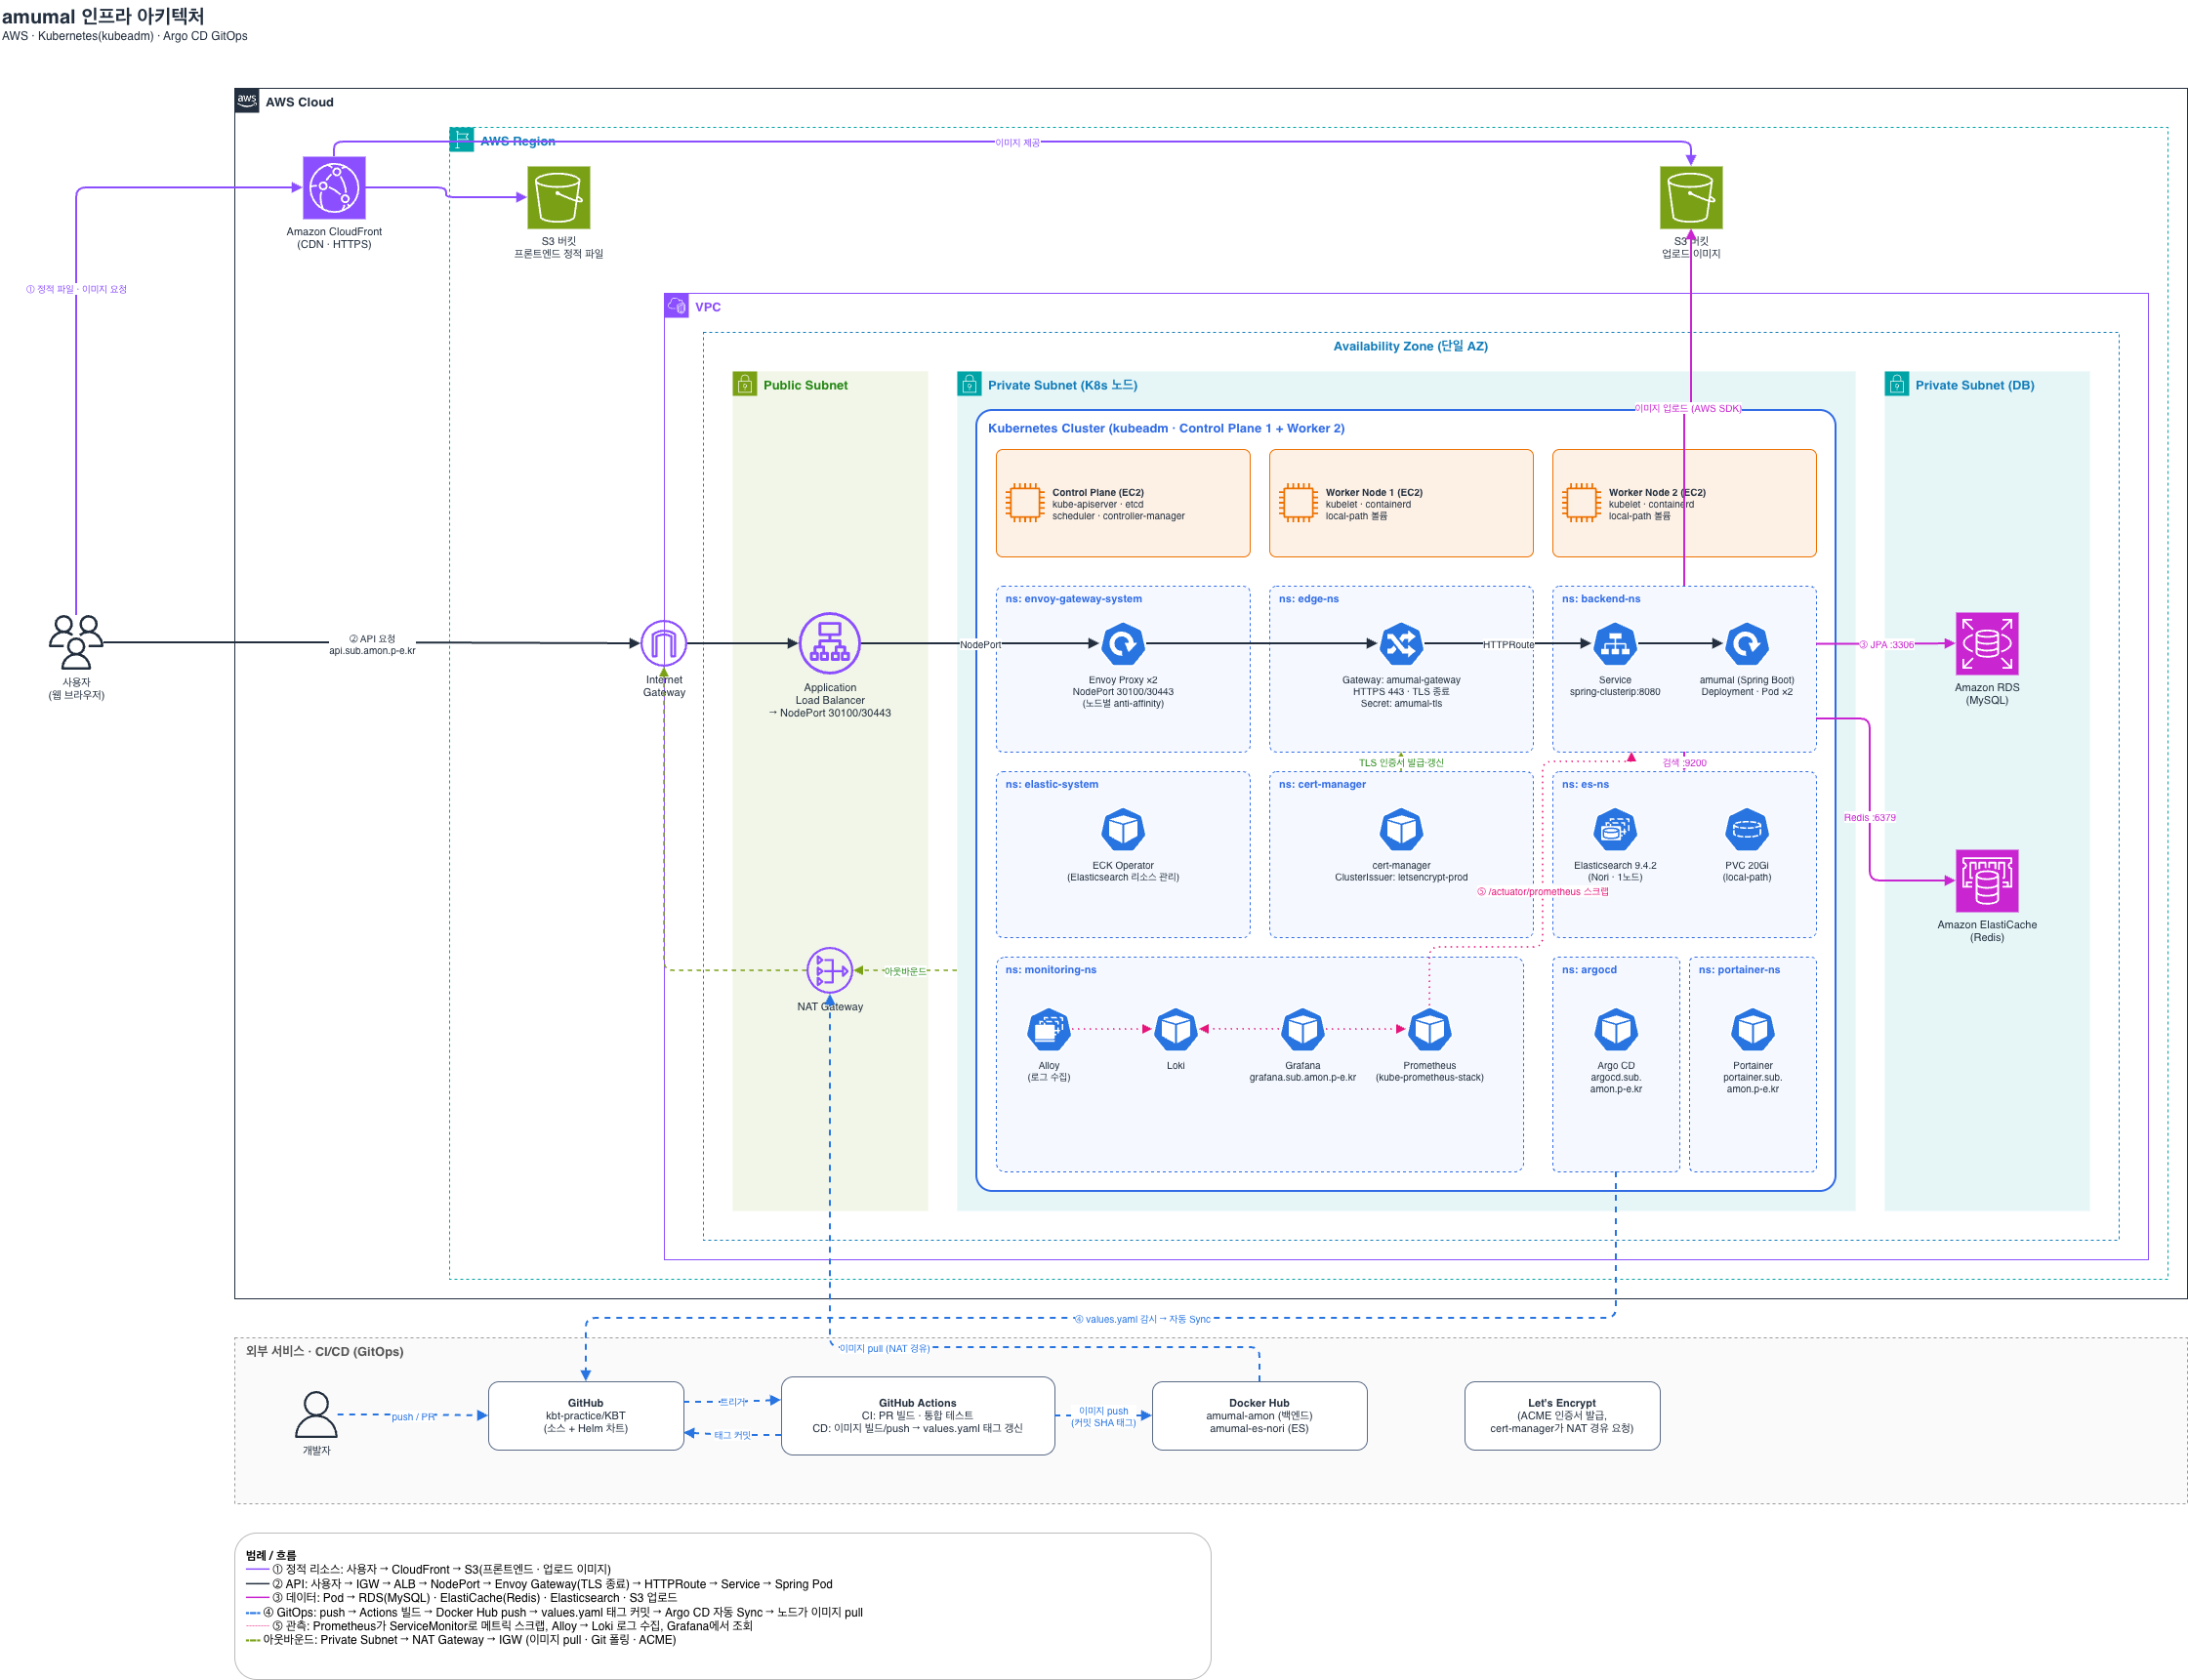 amumal 인프라 아키텍처
AWS · Kubernetes(kubeadm) · Argo CD GitOps
aws
AWS Cloud
AWS Region
이미지 제공
Amazon CloudFront
(CDN · HTTPS)
S3 버킷
프론트엔드 정적 파일
S3 버킷
업로드 이미지
① 정적 파일 · 이미지 요청
VPC
Availability Zone (단일 AZ)
Public Subnet
Private Subnet (K8s 노드)
Private Subnet (DB)
이미지 업로드 (AWS SDK)
Kubernetes Cluster (kubeadm · Control Plane 1 + Worker 2)
Control Plane (EC2)
kube-apiserver · etcd
scheduler · controller-manager
Worker Node 1 (EC2)
kubelet · containerd
local-path 볼륨
Worker Node 2 (EC2)
kubelet · containerd
local-path 볼륨
ns: envoy-gateway-system
ns: edge-ns
ns: backend-ns
② API 요청
api.sub.amon.p-e.kr
NodePort
HTTPRoute
③ JPA :3306
사용자
(웹 브라우저)
Internet
Gateway
Application
Load Balancer
→ NodePort 30100/30443
Envoy Proxy ×2
NodePort 30100/30443
(노드별 anti-affinity)
Gateway: amumal-gateway
HTTPS 443 · TLS 종료
Secret: amumal-tls
Service
spring-clusterip:8080
amumal (Spring Boot)
Deployment · Pod ×2
Amazon RDS
(MySQL)
TLS 인증서 발급·갱신
검색 :9200
ns: elastic-system
ns: cert-manager
ns: es-ns
Redis :6379
ECK Operator
(Elasticsearch 리소스 관리)
cert-manager
ClusterIssuer: letsencrypt-prod
Elasticsearch 9.4.2
(Nori · 1노드)
PVC 20Gi
(local-path)
⑤ /actuator/prometheus 스크랩
Amazon ElastiCache
(Redis)
아웃바운드
NAT Gateway
ns: monitoring-ns
ns: argocd
ns: portainer-ns
Alloy
(로그 수집)
Loki
Grafana
grafana.sub.amon.p-e.kr
Prometheus
(kube-prometheus-stack)
Argo CD
argocd.sub.
amon.p-e.kr
Portainer
portainer.sub.
amon.p-e.kr
④ values.yaml 감시 → 자동 Sync
외부 서비스 · CI/CD (GitOps)
이미지 pull (NAT 경유)
개발자
push / PR
GitHub
kbt-practice/KBT
(소스 + Helm 차트)
트리거
태그 커밋
GitHub Actions
CI: PR 빌드 · 통합 테스트
CD: 이미지 빌드/push → values.yaml 태그 갱신
이미지 push
(커밋 SHA 태그)
Docker Hub
amumal-amon (백엔드)
amumal-es-nori (ES)
Let's Encrypt
(ACME 인증서 발급,
cert-manager가 NAT 경유 요청)
범례 / 흐름
① 정적 리소스: 사용자 → CloudFront → S3(프론트엔드 · 업로드 이미지)
② API: 사용자 → IGW → ALB → NodePort → Envoy Gateway(TLS 종료) → HTTPRoute → Service → Spring Pod
③ 데이터: Pod → RDS(MySQL) · ElastiCache(Redis) · Elasticsearch · S3 업로드
④ GitOps: push → Actions 빌드 → Docker Hub push → values.yaml 태그 커밋 → Argo CD 자동 Sync → 노드가 이미지 pull
⑤ 관측: Prometheus가 ServiceMonitor로 메트릭 스크랩, Alloy → Loki 로그 수집, Grafana에서 조회
아웃바운드: Private Subnet → NAT Gateway → IGW (이미지 pull · Git 폴링 · ACME)